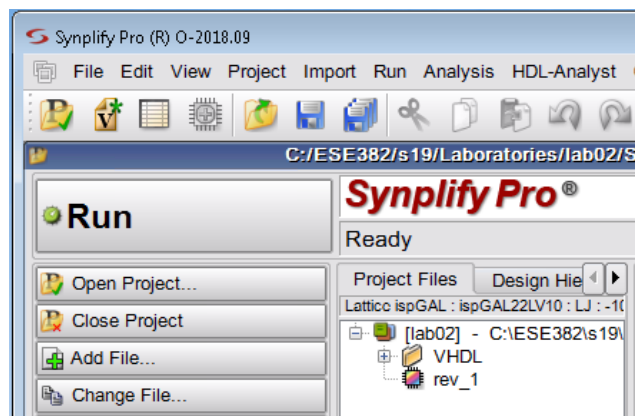 Synplify Pro (R) O-2018.09
File Edit View Project Import Run Analysis HDL-Analyst
C:/ESE382/s19/Laboratories/lab02/S
Run
Synplify Pro®
Ready
Open Project...
Close Project
Add File...
Change File...
Project Files Design Hie
Lattice ispGAL : ispGAL22LV10 : LJ : -10
[lab02] - C:\ESE382\s19\
VHDL
rev_1